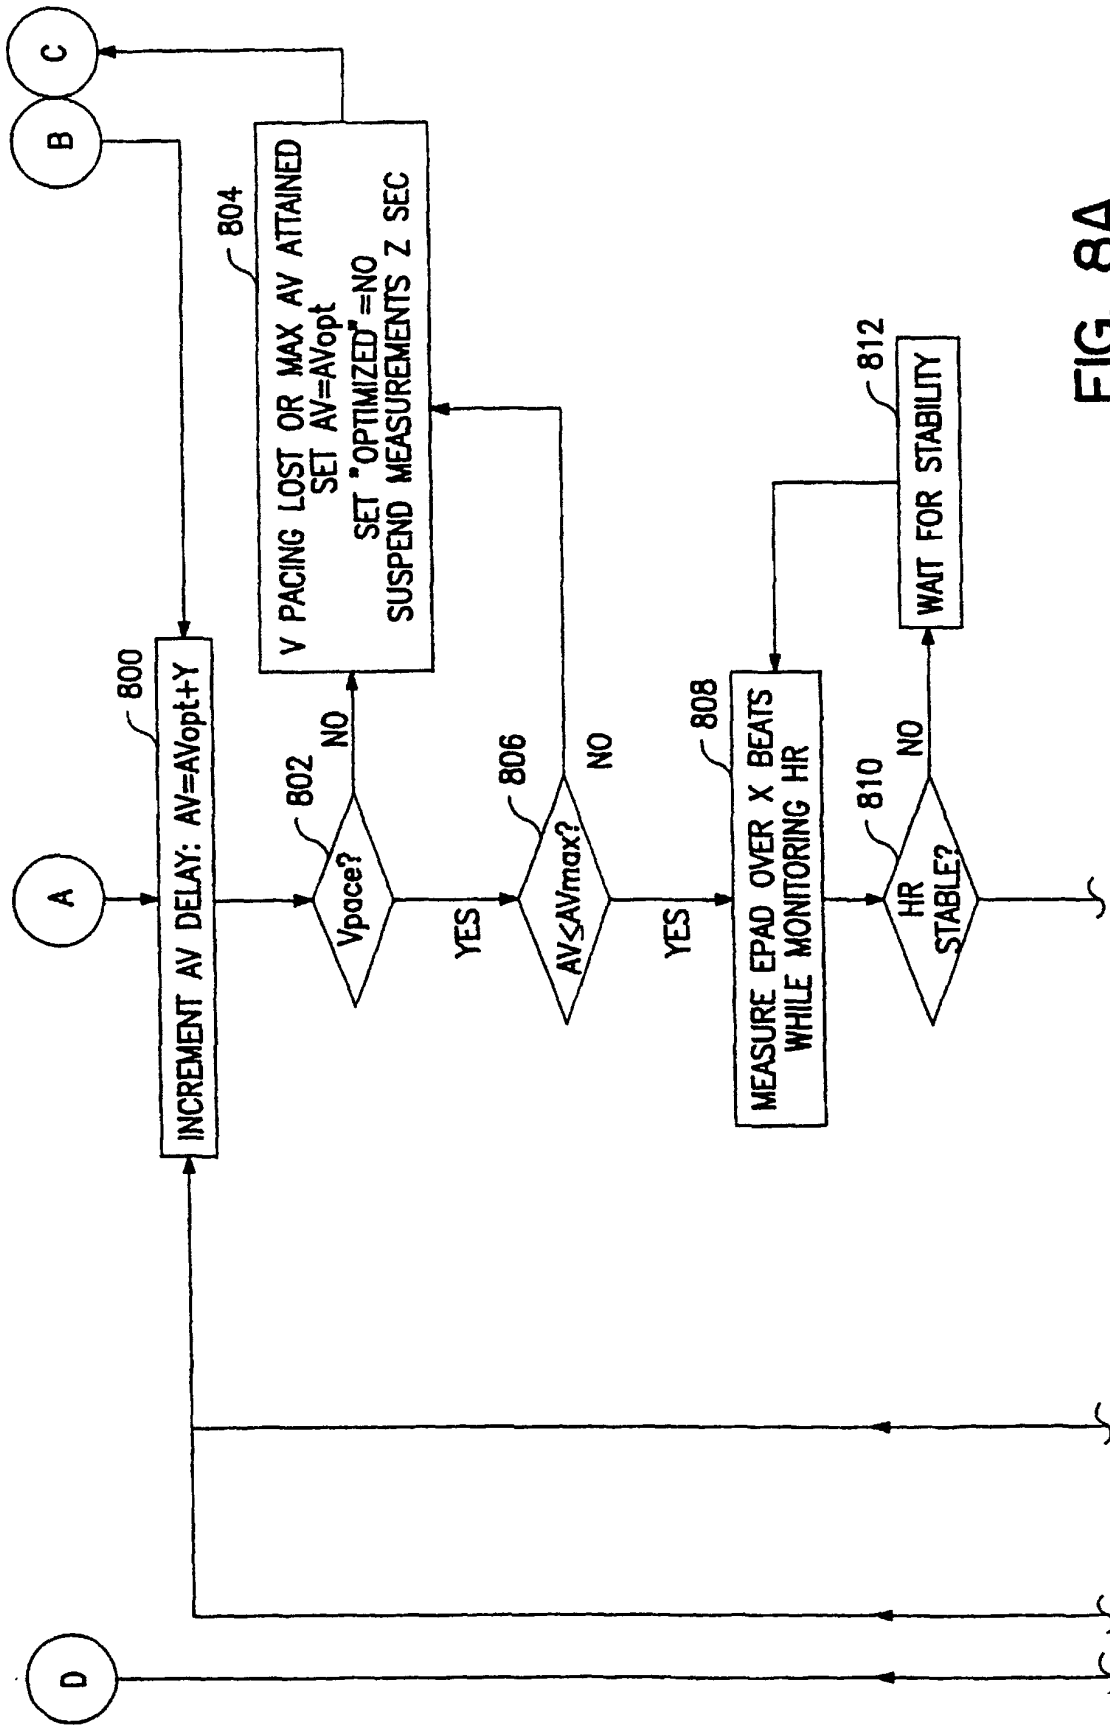 A
B
C
D
800
INCREMENT AV DELAY: AV=AVopt+Y
802
Vpace?
NO
YES
804
V PACING LOST OR MAX AV ATTAINED
SET AV=AVopt
SET "OPTIMIZED"=NO
SUSPEND MEASUREMENTS Z SEC
806
AV≤AVmax?
NO
YES
808
MEASURE EPAD OVER X BEATS
WHILE MONITORING HR
810
HR
STABLE?
NO
812
WAIT FOR STABILITY
FIG. 8A